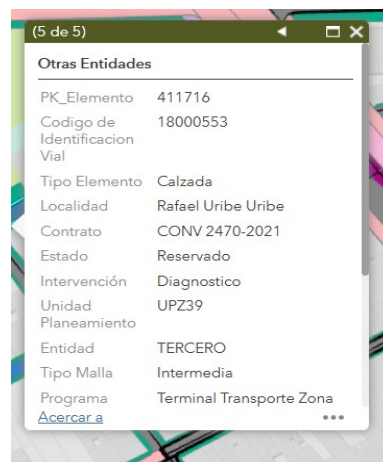 (5 de 5)
Otras Entidades
PK_Elemento 411716
Codigo de 18000553
Identificacion
Vial
Tipo Elemento Calzada
Localidad Rafael Uribe Uribe
Contrato CONV 2470-2021
Estado Reservado
Intervención Diagnostico
Unidad UPZ39
Planeamiento
Entidad TERCERO
Tipo Malla Intermedia
Programa Terminal Transporte Zona
Acercar a